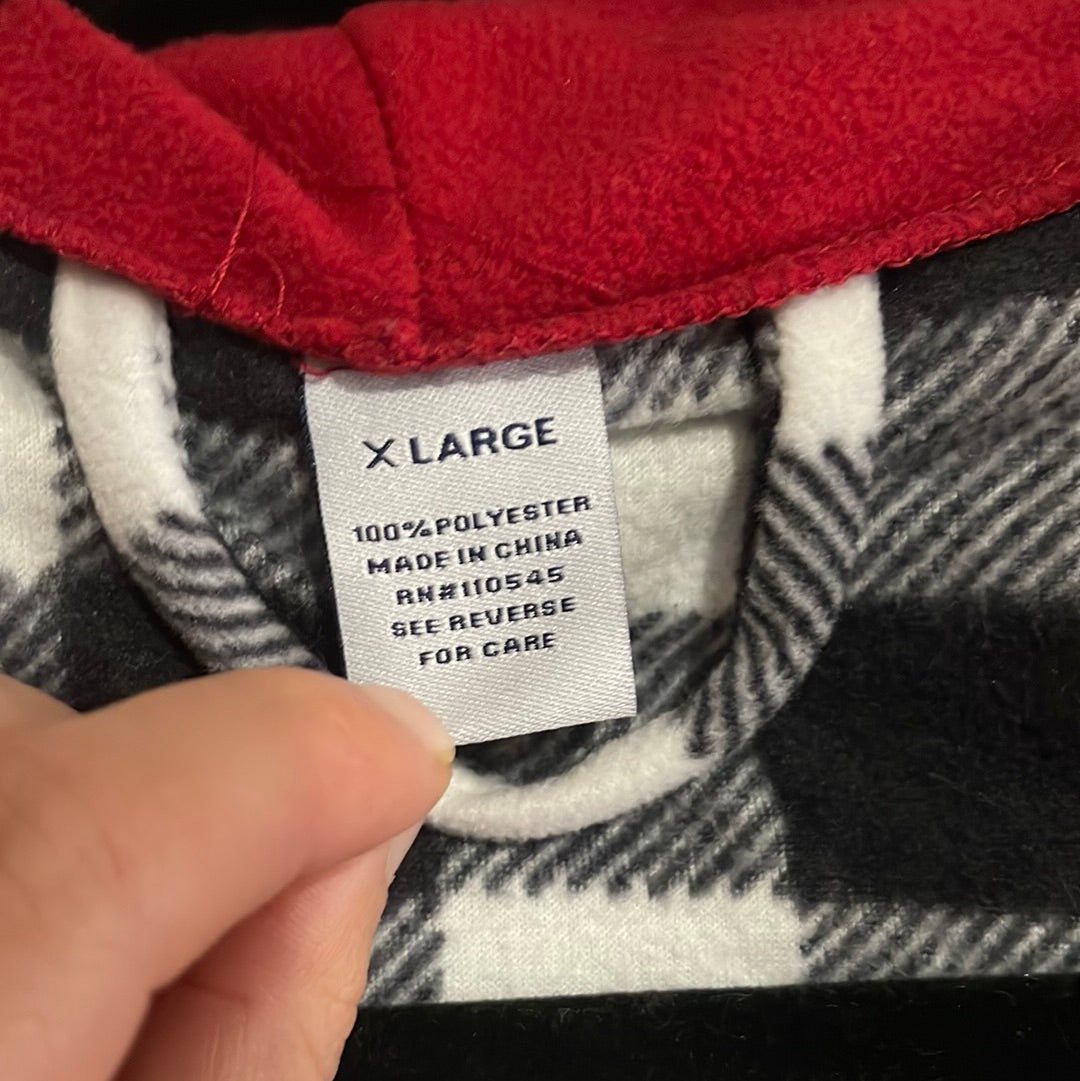 X LARGE
100% POLYESTER
MADE IN CHINA
RN#110545
SEE REVERSE
FOR CARE